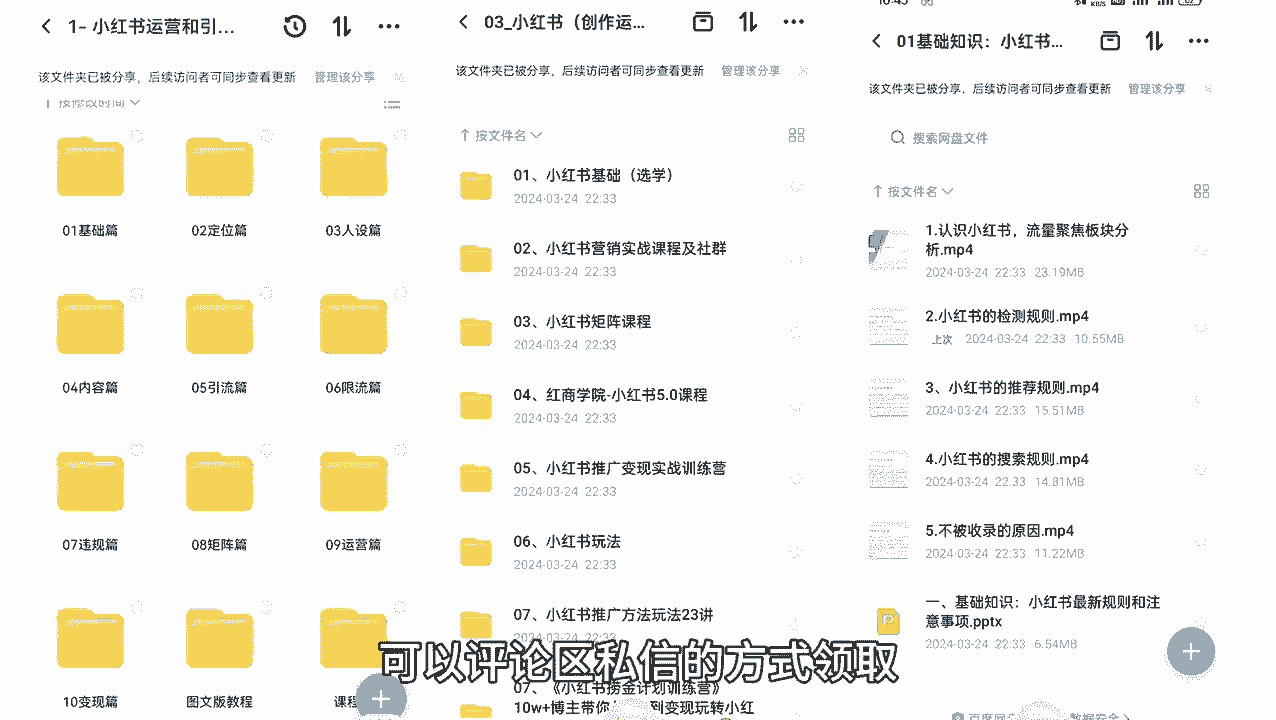 1- 小红书运营和引...
该文件夹已被分享，后续访问者可同步查看更新 管理该分享
按修改时间
01基础篇 02定位篇 03人设篇
04内容篇 05引流篇 06限流篇
07违规篇 08矩阵篇 09运营篇
10变现篇 图文版教程 课程
03_小红书（创作运...
该文件夹已被分享，后续访问者可同步查看更新 管理该分享
按文件名
01、小红书基础（选学）
2024-03-24 22:33
02、小红书营销实战课程及社群
2024-03-24 22:33
03、小红书矩阵课程
2024-03-24 22:33
04、红商学院-小红书5.0课程
2024-03-24 22:33
05、小红书推广变现实战训练营
2024-03-24 22:33
06、小红书玩法
2024-03-24 22:33
07、小红书推广方法玩法23讲
2024-03-24 22:33
07、《小红书捞金计划训练营》
10w+博主带你 到变现玩转小红
01基础知识：小红书...
该文件夹已被分享，后续访问者可同步查看更新 管理该分享
搜索网盘文件
按文件名
1.认识小红书，流量聚焦板块分
析.mp4
2024-03-24 22:33 23.19MB
2.小红书的检测规则.mp4
上次 2024-03-24 22:33 10.55MB
3、小红书的推荐规则.mp4
2024-03-24 22:33 15.51MB
4.小红书的搜索规则.mp4
2024-03-24 22:33 14.81MB
5.不被收录的原因.mp4
2024-03-24 22:33 11.22MB
一、基础知识：小红书最新规则和注
意事项.pptx
2024-03-24 22:33 6.54MB
可以评论区私信的方式领取